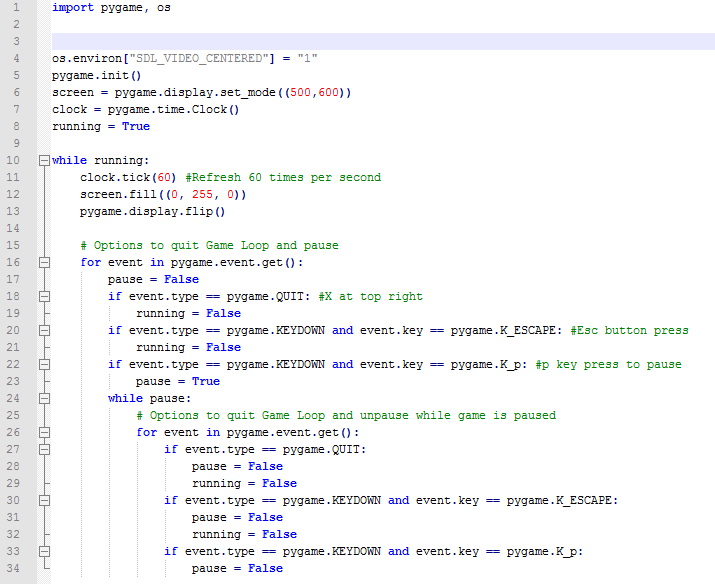 1 import pygame, os
2
3
4 os.environ["SDL_VIDEO_CENTERED"] = "1"
5 pygame.init()
6 screen = pygame.display.set_mode((500,600))
7 clock = pygame.time.Clock()
8 running = True
9
10 while running:
11     clock.tick(60) #Refresh 60 times per second
12     screen.fill((0, 255, 0))
13     pygame.display.flip()
14
15     # Options to quit Game Loop and pause
16     for event in pygame.event.get():
17         pause = False
18         if event.type == pygame.QUIT: #X at top right
19             running = False
20         if event.type == pygame.KEYDOWN and event.key == pygame.K_ESCAPE: #Esc button press
21             running = False
22         if event.type == pygame.KEYDOWN and event.key == pygame.K_p: #p key press to pause
23             pause = True
24         while pause:
25             # Options to quit Game Loop and unpause while game is paused
26             for event in pygame.event.get():
27                 if event.type == pygame.QUIT:
28                     pause = False
29                     running = False
30                 if event.type == pygame.KEYDOWN and event.key == pygame.K_ESCAPE:
31                     pause = False
32                     running = False
33                 if event.type == pygame.KEYDOWN and event.key == pygame.K_p:
34                     pause = False